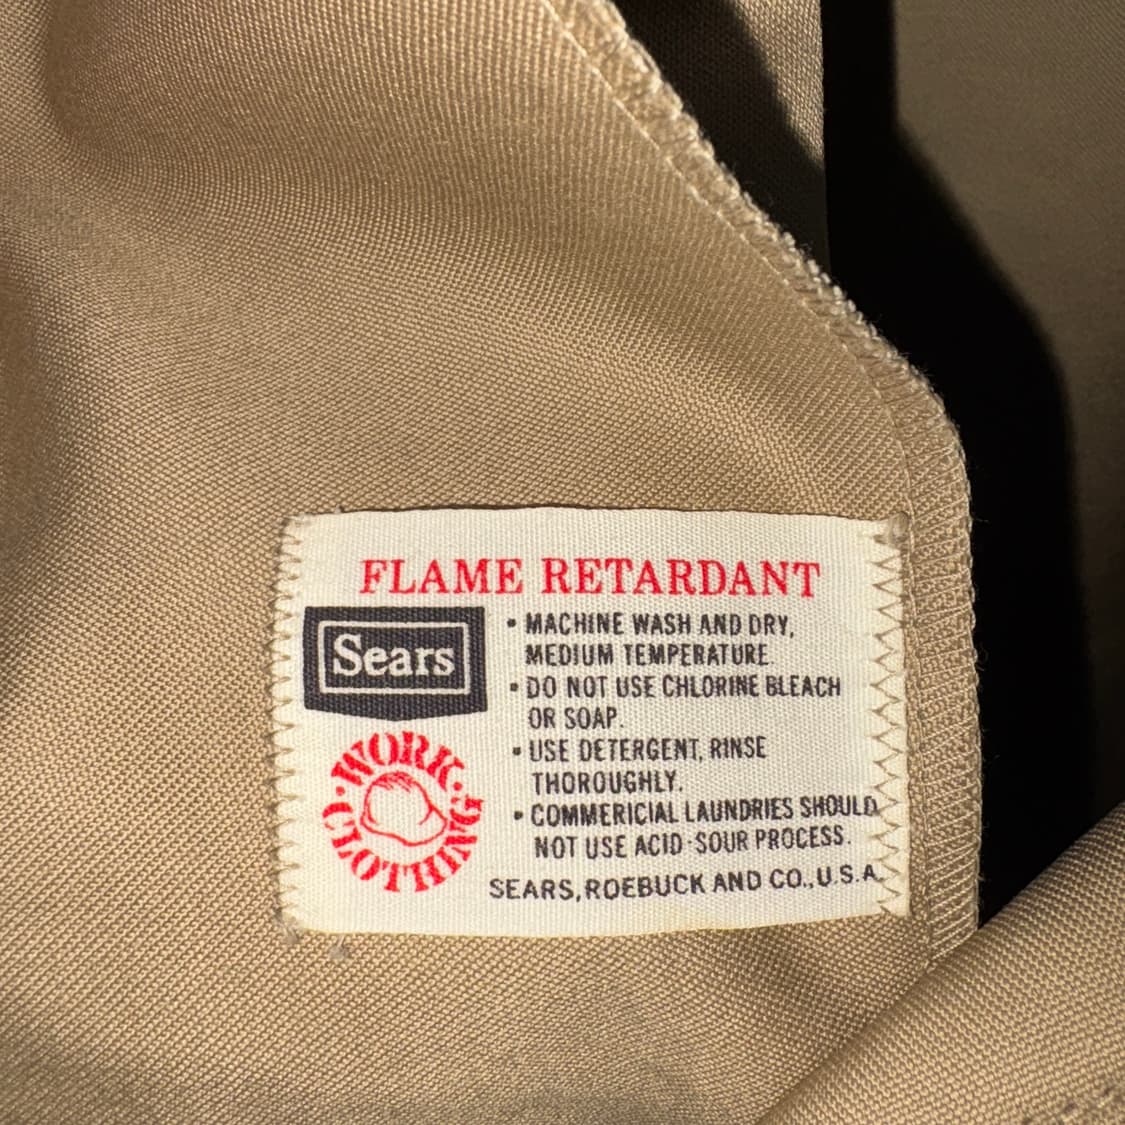 FLAME RETARDANT
Sears
WORK · CLOTHING ·
• MACHINE WASH AND DRY,
MEDIUM TEMPERATURE.
• DO NOT USE CHLORINE BLEACH
OR SOAP.
• USE DETERGENT, RINSE
THOROUGHLY.
• COMMERICIAL LAUNDRIES SHOULD
NOT USE ACID-SOUR PROCESS.
SEARS, ROEBUCK AND CO., U.S.A.